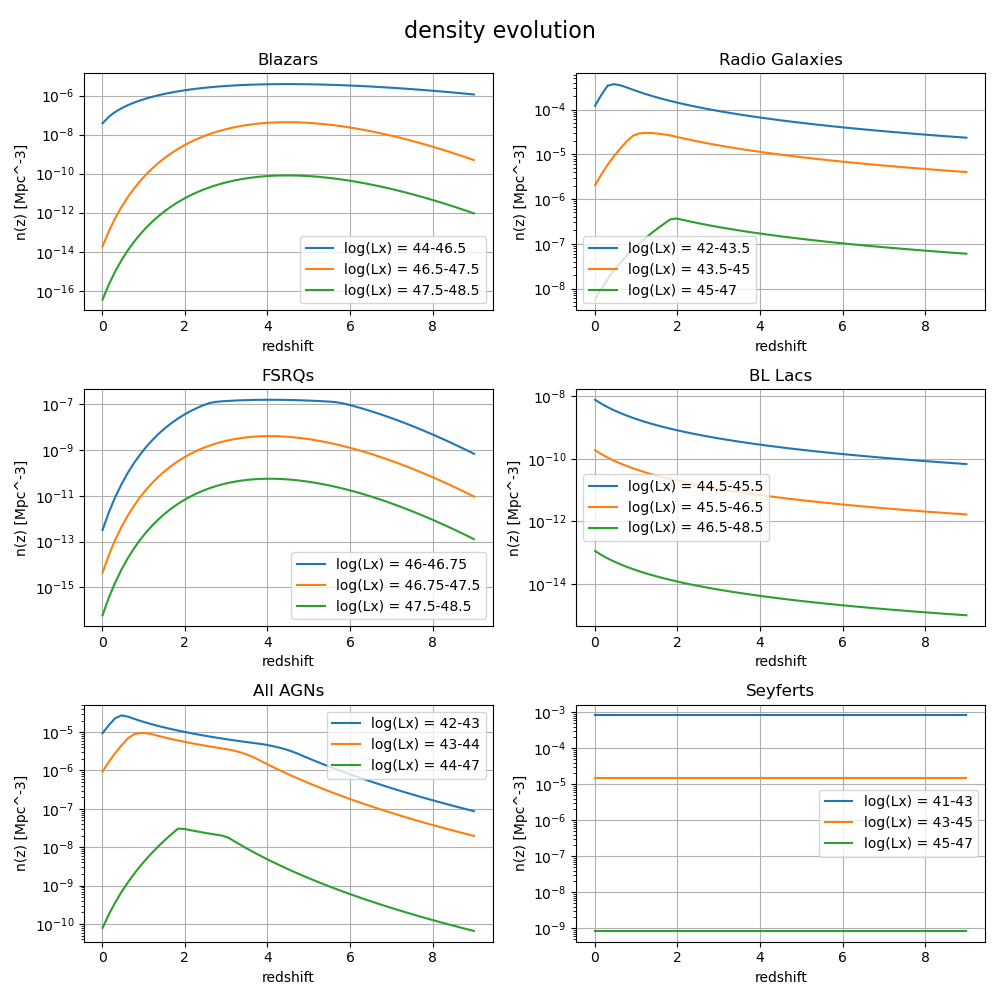 density evolution
Blazars
n(z) [Mpc^-3]
10^-6
10^-8
10^-10
10^-12
10^-14
10^-16
log(Lx) = 44-46.5
log(Lx) = 46.5-47.5
log(Lx) = 47.5-48.5
0 2 4 6 8
redshift
Radio Galaxies
n(z) [Mpc^-3]
10^-4
10^-5
10^-6
10^-7
10^-8
log(Lx) = 42-43.5
log(Lx) = 43.5-45
log(Lx) = 45-47
0 2 4 6 8
redshift
FSRQs
n(z) [Mpc^-3]
10^-7
10^-9
10^-11
10^-13
10^-15
log(Lx) = 46-46.75
log(Lx) = 46.75-47.5
log(Lx) = 47.5-48.5
0 2 4 6 8
redshift
BL Lacs
n(z) [Mpc^-3]
10^-8
10^-10
10^-12
10^-14
log(Lx) = 44.5-45.5
log(Lx) = 45.5-46.5
log(Lx) = 46.5-48.5
0 2 4 6 8
redshift
All AGNs
n(z) [Mpc^-3]
10^-5
10^-6
10^-7
10^-8
10^-9
10^-10
log(Lx) = 42-43
log(Lx) = 43-44
log(Lx) = 44-47
0 2 4 6 8
redshift
Seyferts
n(z) [Mpc^-3]
10^-3
10^-4
10^-5
10^-6
10^-7
10^-8
10^-9
log(Lx) = 41-43
log(Lx) = 43-45
log(Lx) = 45-47
0 2 4 6 8
redshift